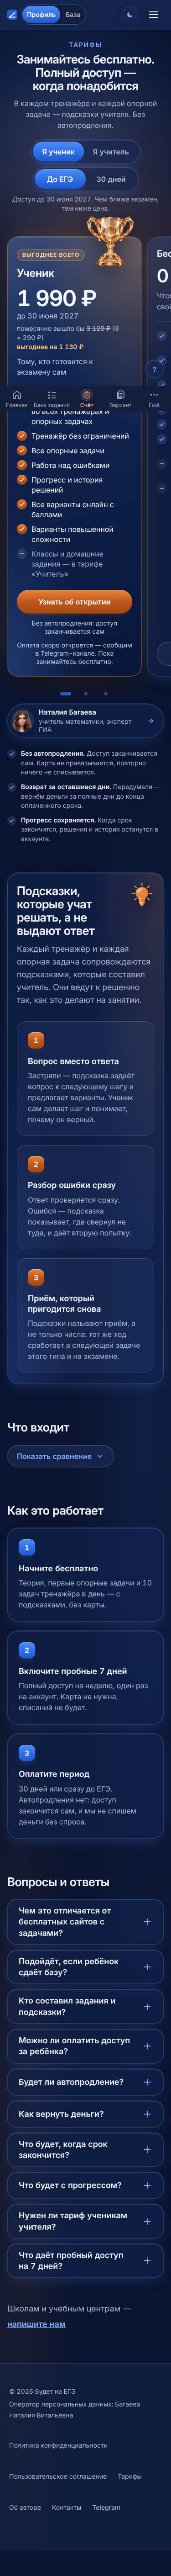 Профиль База
ТАРИФЫ
Занимайтесь бесплатно.
Полный доступ —
когда понадобится
В каждом тренажёре и каждой опорной
задаче — подсказки учителя. Без
автопродления.
Я ученик Я учитель
До ЕГЭ 30 дней
Доступ до 30 июня 2027. Чем ближе экзамен,
тем ниже цена.
ВЫГОДНЕЕ ВСЕГО
Ученик
1 990 ₽
до 30 июня 2027
помесячно вышло бы 3 120 ₽ (8
× 390 ₽)
выгоднее на 1 130 ₽
Тому, кто готовится к
экзамену сам
Бес
0
Что
сво
?
Главная Банк заданий Счёт Вариант Ещё
во всех тренажёрах и
опорных задачах
Тренажёр без ограничений
Все опорные задачи
Работа над ошибками
Прогресс и история
решений
Все варианты онлайн с
баллами
Варианты повышенной
сложности
Классы и домашние
задания — в тарифе
«Учитель»
Узнать об открытии
Без автопродления: доступ
заканчивается сам
Оплата скоро откроется — сообщим
в Telegram-канале. Пока
занимайтесь бесплатно.
Наталия Багаева
учитель математики, эксперт
ГИА
Без автопродления. Доступ заканчивается
сам. Карта не привязывается, поэтому
ничего не спишется.
Возврат за оставшиеся дни. Передумали —
вернём деньги за полные дни до конца
оплаченного срока.
Прогресс сохраняется. Когда срок
закончится, решения и история останутся в
аккаунте.
Подсказки,
которые учат
решать, а не
выдают ответ
Каждый тренажёр и каждая
опорная задача сопровождаются
подсказками, которые составил
учитель. Они ведут к решению
так, как это делают на занятии.
1
Вопрос вместо ответа
Застряли — подсказка задаёт
вопрос к следующему шагу и
предлагает варианты. Ученик
сам делает шаг и понимает,
почему он верный.
2
Разбор ошибки сразу
Ответ проверяется сразу.
Ошибся — подсказка
показывает, где свернул не
туда, и даёт вторую попытку.
3
Приём, который
пригодится снова
Подсказки называют приём, а
не только числа: тот же ход
сработает в следующей задаче
этого типа и на экзамене.
Что входит
Показать сравнение
Как это работает
1
Начните бесплатно
Теория, первые опорные задачи и 10
задач тренажёра в день — с
подсказками, без карты.
2
Включите пробные 7 дней
Полный доступ на неделю, один раз
на аккаунт. Карта не нужна,
списаний не будет.
3
Оплатите период
30 дней или сразу до ЕГЭ.
Автопродления нет: доступ
закончится сам, и мы не спишем
деньги без спроса.
Вопросы и ответы
Чем это отличается от
бесплатных сайтов с
задачами?
Подойдёт, если ребёнок
сдаёт базу?
Кто составил задания и
подсказки?
Можно ли оплатить доступ
за ребёнка?
Будет ли автопродление?
Как вернуть деньги?
Что будет, когда срок
закончится?
Что будет с прогрессом?
Нужен ли тариф ученикам
учителя?
Что даёт пробный доступ
на 7 дней?
Школам и учебным центрам —
напишите нам
© 2026 Будет на ЕГЭ
Оператор персональных данных: Багаева
Наталия Витальевна
Политика конфиденциальности
Пользовательское соглашение Тарифы
Об авторе Контакты Telegram